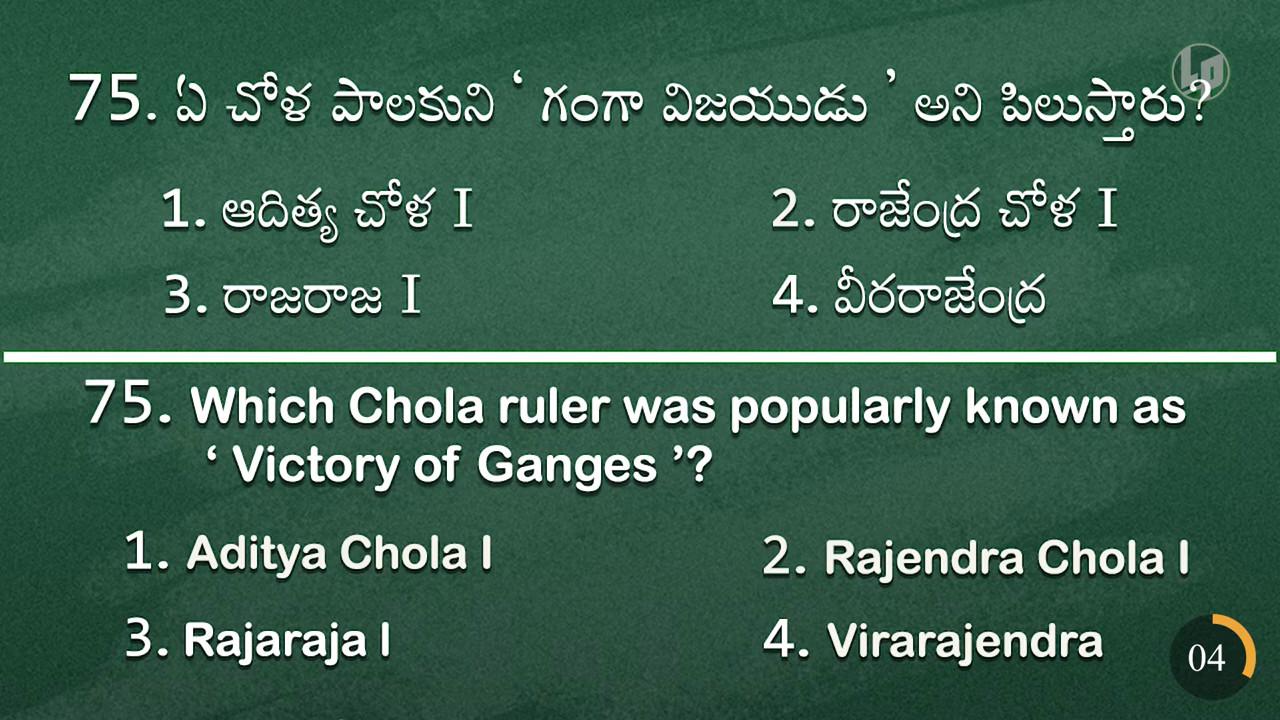 75. ఏ చోళ పాలకుని ‘ గంగా విజయుడు ’ అని పిలుస్తారు?
1. ఆదిత్య చోళ I 2. రాజేంద్ర చోళ I
3. రాజరాజ I 4. వీరరాజేంద్ర
75. Which Chola ruler was popularly known as
‘ Victory of Ganges ’?
1. Aditya Chola I 2. Rajendra Chola I
3. Rajaraja I 4. Virarajendra
04